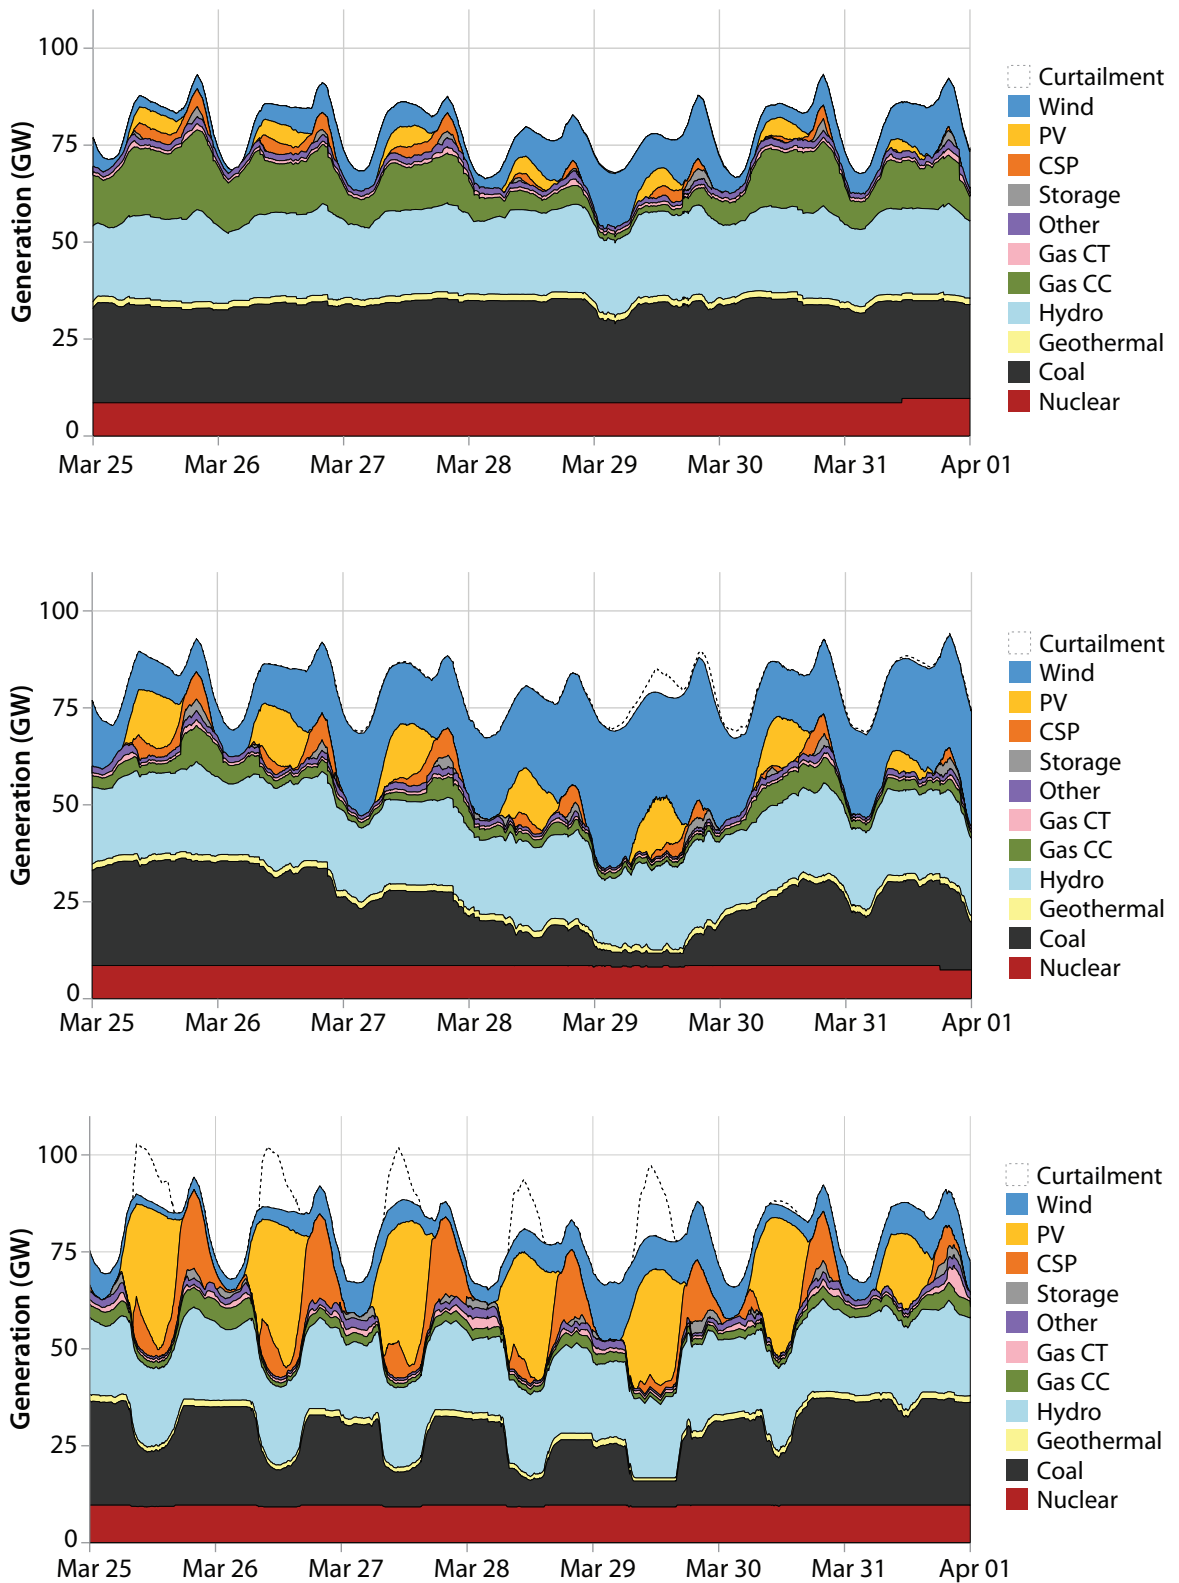 100
75
50
25
0
Generation (GW)
Mar 25 Mar 26 Mar 27 Mar 28 Mar 29 Mar 30 Mar 31 Apr 01
Curtailment
Wind
PV
CSP
Storage
Other
Gas CT
Gas CC
Hydro
Geothermal
Coal
Nuclear
100
75
50
25
0
Generation (GW)
Mar 25 Mar 26 Mar 27 Mar 28 Mar 29 Mar 30 Mar 31 Apr 01
Curtailment
Wind
PV
CSP
Storage
Other
Gas CT
Gas CC
Hydro
Geothermal
Coal
Nuclear
100
75
50
25
0
Generation (GW)
Mar 25 Mar 26 Mar 27 Mar 28 Mar 29 Mar 30 Mar 31 Apr 01
Curtailment
Wind
PV
CSP
Storage
Other
Gas CT
Gas CC
Hydro
Geothermal
Coal
Nuclear